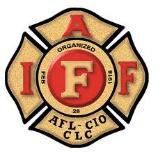 A
I F F
ORGANIZED
FEB 28 1918
AFL-CIO
CLC